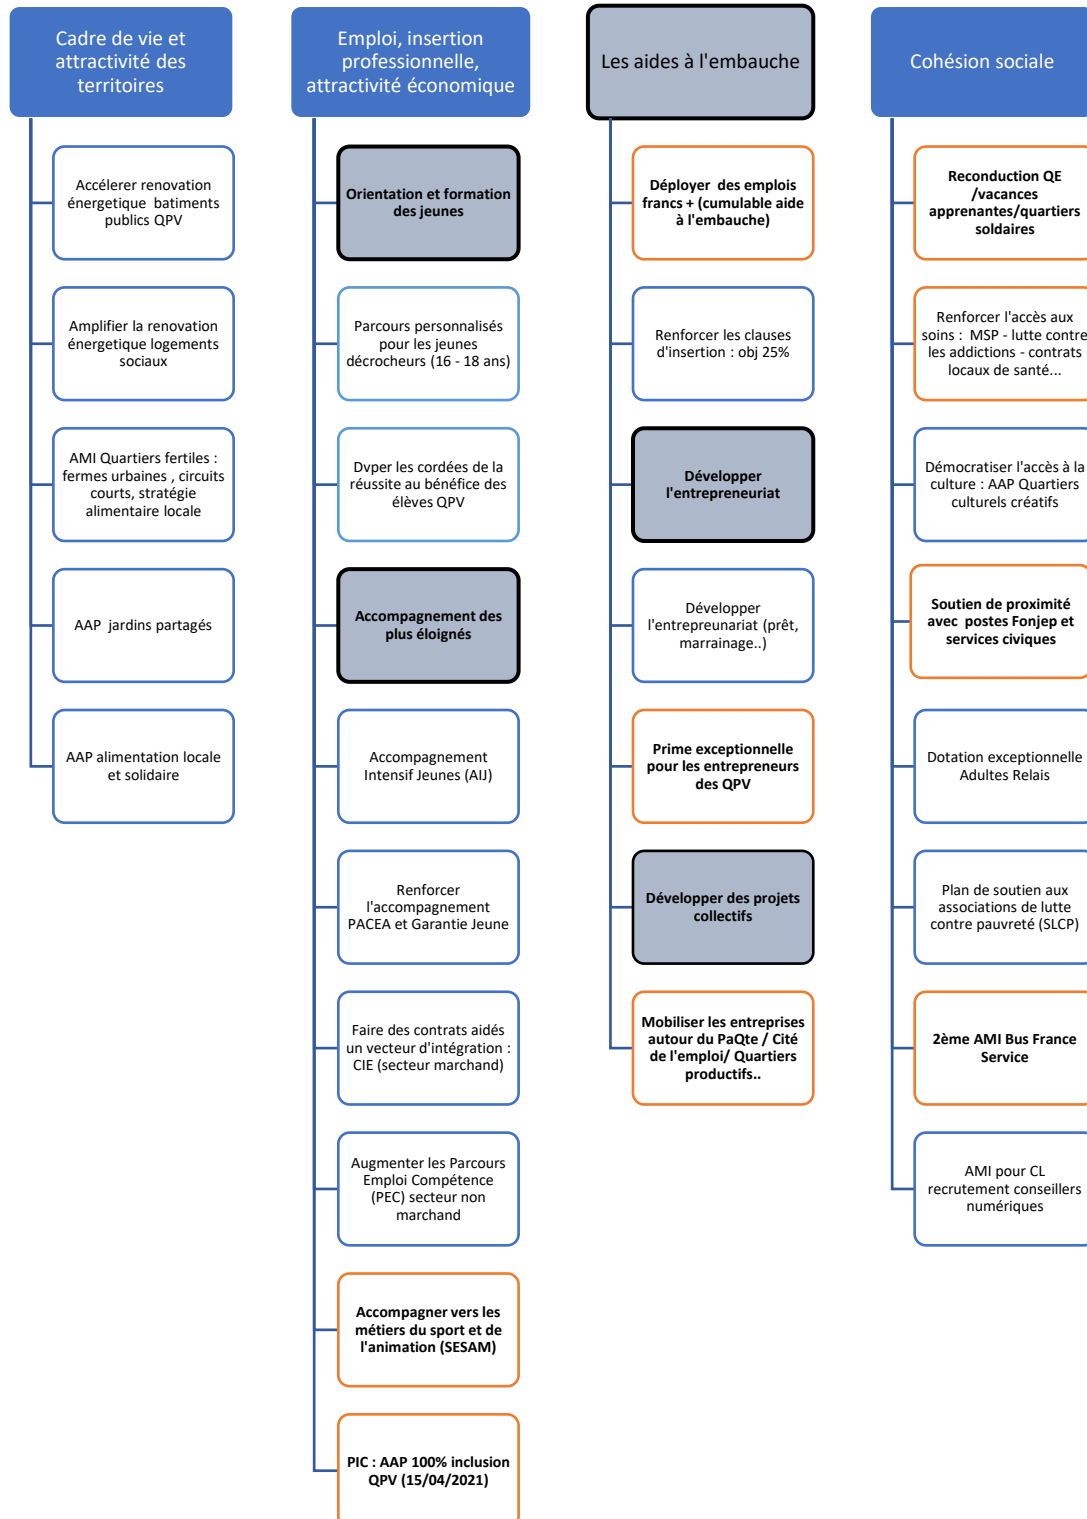 Cadre de vie et
attractivité des
territoires
Accélerer renovation
énergetique batiments
publics QPV
Amplifier la renovation
énergetique logements
sociaux
AMI Quartiers fertiles :
fermes urbaines , circuits
courts, stratégie
alimentaire locale
AAP jardins partagés
AAP alimentation locale
et solidaire
Emploi, insertion
professionnelle,
attractivité économique
Orientation et formation
des jeunes
Parcours personnalisés
pour les jeunes
décrocheurs (16 - 18 ans)
Dvper les cordées de la
réussite au bénéfice des
élèves QPV
Accompagnement des
plus éloignés
Accompagnement
Intensif Jeunes (AIJ)
Renforcer
l'accompagnement
PACEA et Garantie Jeune
Faire des contrats aidés
un vecteur d'intégration :
CIE (secteur marchand)
Augmenter les Parcours
Emploi Compétence
(PEC) secteur non
marchand
Accompagner vers les
métiers du sport et de
l'animation (SESAM)
PIC : AAP 100% inclusion
QPV (15/04/2021)
Les aides à l'embauche
Déployer des emplois
francs + (cumulable aide
à l'embauche)
Renforcer les clauses
d'insertion : obj 25%
Développer
l'entrepreneuriat
Développer
l'entrepreunariat (prêt,
marrainage..)
Prime exceptionnelle
pour les entrepreneurs
des QPV
Développer des projets
collectifs
Mobiliser les entreprises
autour du PaQte / Cité
de l'emploi/ Quartiers
productifs..
Cohésion sociale
Reconduction QE
/vacances
apprenantes/quartiers
soldaires
Renforcer l'accès aux
soins : MSP - lutte contre
les addictions - contrats
locaux de santé...
Démocratiser l'accès à la
culture : AAP Quartiers
culturels créatifs
Soutien de proximité
avec postes Fonjep et
services civiques
Dotation exceptionnelle
Adultes Relais
Plan de soutien aux
associations de lutte
contre pauvreté (SLCP)
2ème AMI Bus France
Service
AMI pour CL
recrutement conseillers
numériques